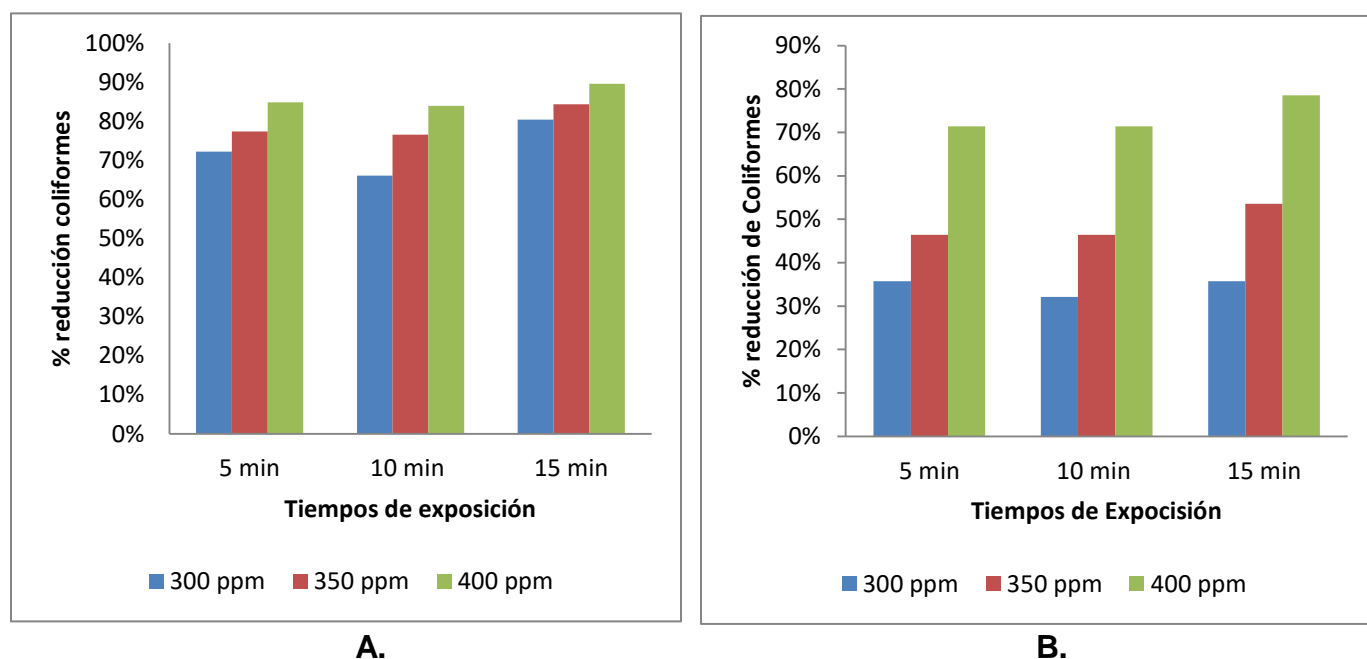 100%
90%
80%
70%
60%
50%
40%
30%
20%
10%
0%
% reducción coliformes
5 min 10 min 15 min
Tiempos de exposición
300 ppm 350 ppm 400 ppm
A.
90%
80%
70%
60%
50%
40%
30%
20%
10%
0%
% reducción de Coliformes
5 min 10 min 15 min
Tiempos de Expocisión
300 ppm 350 ppm 400 ppm
B.